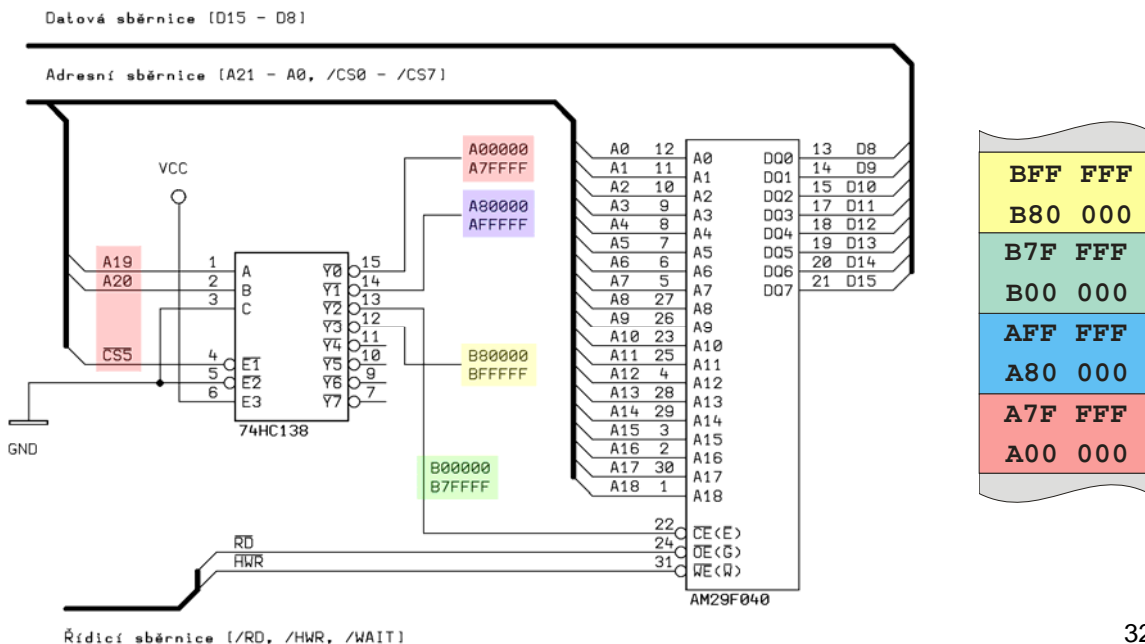 Datová sběrnice [D15 - D8]
Adresní sběrnice [A21 - A0, /CS0 - /CS7]
VCC
A00000
A7FFFF
A80000
AFFFFF
A19 1 A Y0 15
A20 2 B Y1 14
3 C Y2 13
Y3 12
Y4 11
CS5 4 E1 Y5 10
5 E2 Y6 9
6 E3 Y7 7
74HC138
GND
B80000
BFFFFF
B00000
B7FFFF
A0 12 A0 DQ0 13 D8
A1 11 A1 DQ1 14 D9
A2 10 A2 DQ2 15 D10
A3 9 A3 DQ3 17 D11
A4 8 A4 DQ4 18 D12
A5 7 A5 DQ5 19 D13
A6 6 A6 DQ6 20 D14
A7 5 A7 DQ7 21 D15
A8 27 A8
A9 26 A9
A10 23 A10
A11 25 A11
A12 4 A12
A13 28 A13
A14 29 A14
A15 3 A15
A16 2 A16
A17 30 A17
A18 1 A18
22 CE(E)
RD 24 OE(G)
HWR 31 WE(W)
AM29F040
Řídicí sběrnice [/RD, /HWR, /WAIT]
BFF FFF
B80 000
B7F FFF
B00 000
AFF FFF
A80 000
A7F FFF
A00 000
32